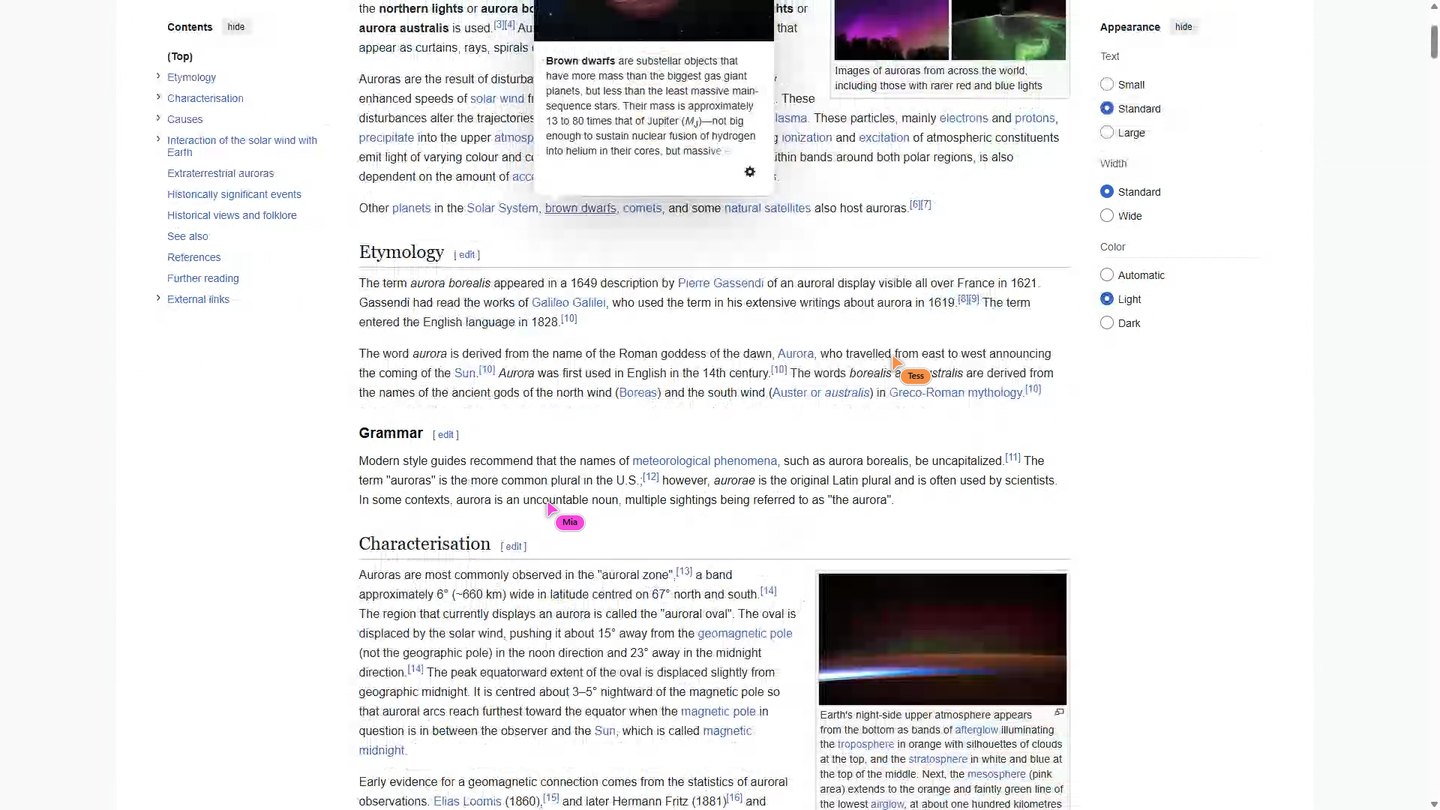 Contents hide
(Top)
Etymology
Characterisation
Causes
Interaction of the solar wind with
Earth
Extraterrestrial auroras
Historically significant events
Historical views and folklore
See also
References
Further reading
External links
the northern lights or aurora
hts or
aurora australis is used.[3][4]
that
appear as curtains, rays, spirals
Auroras are the result of
enhanced speeds of solar wind
These
disturbances alter the trajectories
These particles, mainly electrons and protons,
precipitate into the upper
ionization and excitation of atmospheric constituents
emit light of varying colour and
within bands around both polar regions, is also
dependent on the amount of
Brown dwarfs are substellar objects that
have more mass than the biggest gas giant
planets, but less than the least massive main-
sequence stars. Their mass is approximately
13 to 80 times that of Jupiter (MJ)—not big
enough to sustain nuclear fusion of hydrogen
into helium in their cores, but massive
Images of auroras from across the world,
including those with rarer red and blue lights
Other planets in the Solar System, brown dwarfs, comets, and some natural satellites also host auroras.[6][7]
Etymology [ edit ]
The term aurora borealis appeared in a 1649 description by Pierre Gassendi of an auroral display visible all over France in 1621.
Gassendi had read the works of Galileo Galilei, who used the term in his extensive writings about aurora in 1619.[8][9] The term
entered the English language in 1828.[10]
The word aurora is derived from the name of the Roman goddess of the dawn, Aurora, who travelled from east to west announcing
the coming of the Sun.[10] Aurora was first used in English in the 14th century.[10] The words borealis a stralis are derived from
Tess
the names of the ancient gods of the north wind (Boreas) and the south wind (Auster or australis) in Greco-Roman mythology.[10]
Grammar [ edit ]
Modern style guides recommend that the names of meteorological phenomena, such as aurora borealis, be uncapitalized.[11] The
term "auroras" is the more common plural in the U.S.;[12] however, aurorae is the original Latin plural and is often used by scientists.
In some contexts, aurora is an uncountable noun, multiple sightings being referred to as "the aurora".
Mia
Characterisation [ edit ]
Auroras are most commonly observed in the "auroral zone",[13] a band
approximately 6° (~660 km) wide in latitude centred on 67° north and south.[14]
The region that currently displays an aurora is called the "auroral oval". The oval is
displaced by the solar wind, pushing it about 15° away from the geomagnetic pole
(not the geographic pole) in the noon direction and 23° away in the midnight
direction.[14] The peak equatorward extent of the oval is displaced slightly from
geographic midnight. It is centred about 3–5° nightward of the magnetic pole so
that auroral arcs reach furthest toward the equator when the magnetic pole in
question is in between the observer and the Sun, which is called magnetic
midnight.
Early evidence for a geomagnetic connection comes from the statistics of auroral
observations. Elias Loomis (1860),[15] and later Hermann Fritz (1881)[16] and
Earth's night-side upper atmosphere appears
from the bottom as bands of afterglow illuminating
the troposphere in orange with silhouettes of clouds
at the top, and the stratosphere in white and blue at
the top of the middle. Next, the mesosphere (pink
area) extends to the orange and faintly green line of
the lowest airglow, at about one hundred kilometres
Appearance hide
Text
Small
Standard
Large
Width
Standard
Wide
Color
Automatic
Light
Dark